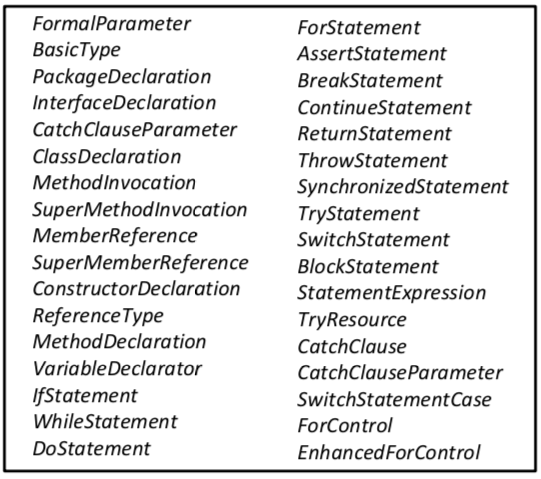 FormalParameter
BasicType
PackageDeclaration
InterfaceDeclaration
CatchClauseParameter
ClassDeclaration
MethodInvocation
SuperMethodInvocation
MemberReference
SuperMemberReference
ConstructorDeclaration
ReferenceType
MethodDeclaration
VariableDeclarator
IfStatement
WhileStatement
DoStatement
ForStatement
AssertStatement
BreakStatement
ContinueStatement
ReturnStatement
ThrowStatement
SynchronizedStatement
TryStatement
SwitchStatement
BlockStatement
StatementExpression
TryResource
CatchClause
CatchClauseParameter
SwitchStatementCase
ForControl
EnhancedForControl